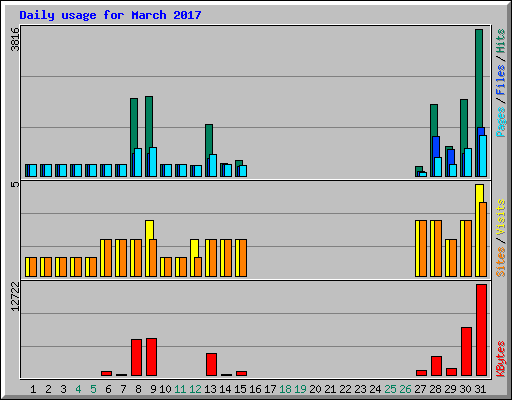 Daily usage for March 2017
3816
Pages/Files/Hits
5
Sites/Visits
12722
KBytes
1 2 3 4 5 6 7 8 9 10 11 12 13 14 15 16 17 18 19 20 21 22 23 24 25 26 27 28 29 30 31